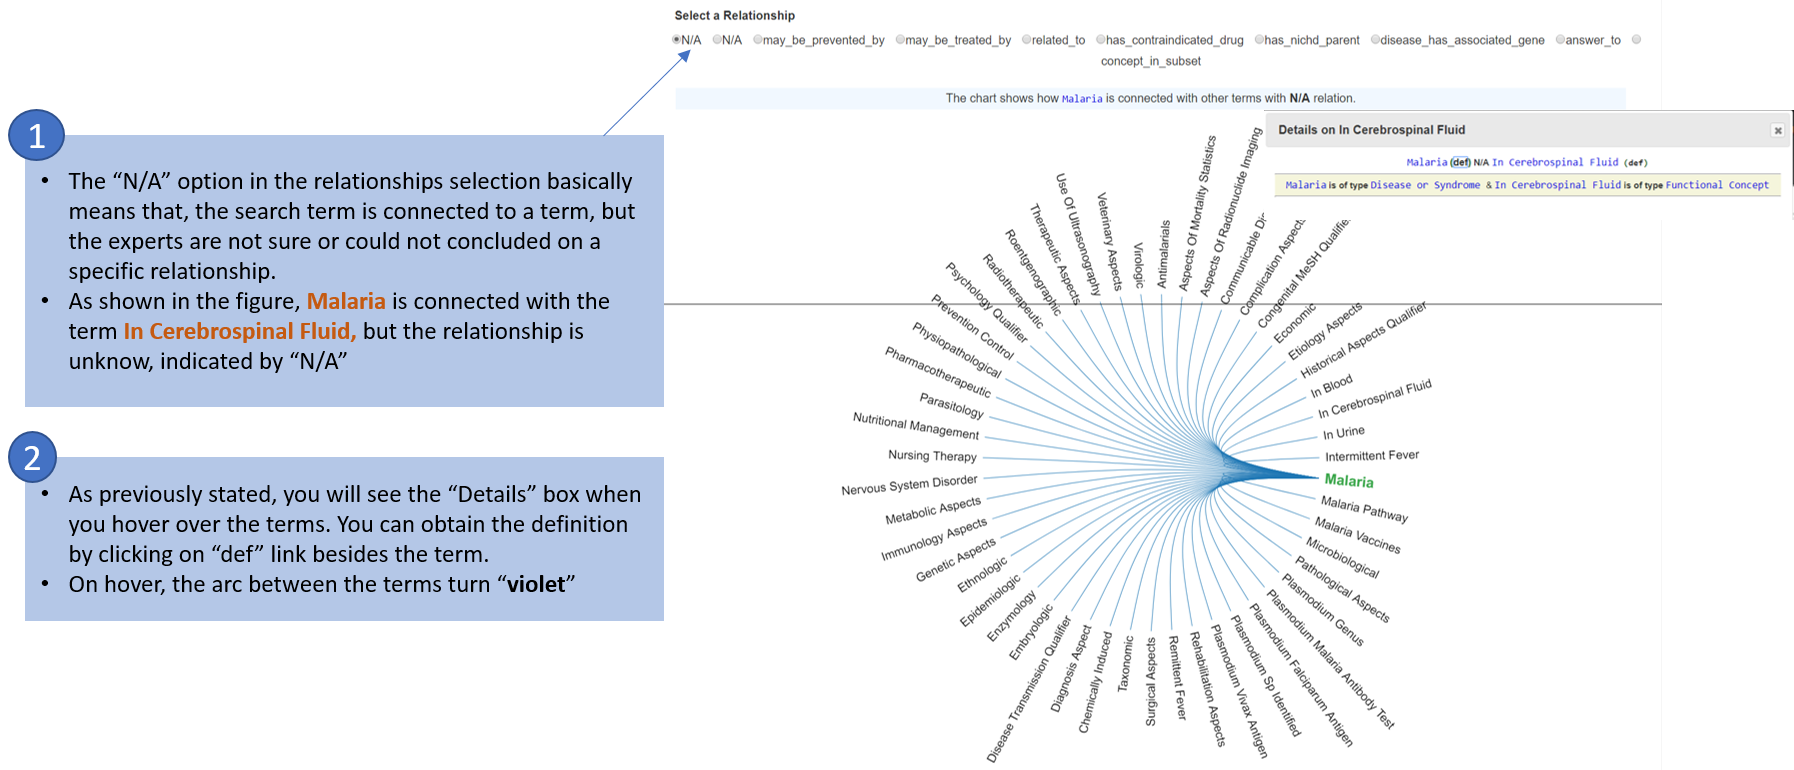 Select a Relationship
N/A N/A may_be_prevented_by may_be_treated_by related_to has_contraindicated_drug has_nichd_parent disease_has_associated_gene answer_to
concept_in_subset
The chart shows how Malaria is connected with other terms with N/A relation.
Details on In Cerebrospinal Fluid
Malaria (def) N/A In Cerebrospinal Fluid (def)
Malaria is of type Disease or Syndrome & In Cerebrospinal Fluid is of type Functional Concept
1
• The “N/A” option in the relationships selection basically
means that, the search term is connected to a term, but
the experts are not sure or could not concluded on a
specific relationship.
• As shown in the figure, Malaria is connected with the
term In Cerebrospinal Fluid, but the relationship is
unknow, indicated by “N/A”
2
• As previously stated, you will see the “Details” box when
you hover over the terms. You can obtain the definition
by clicking on “def” link besides the term.
• On hover, the arc between the terms turn “violet”
Antimalarials
Aspects Of Mortality Statistics
Aspects Of Radionuclide Imaging
Communicable Di
Complication Aspects
Congenital MeSH Qualifie
Economic
Etiology Aspects
Historical Aspects Qualifier
In Blood
In Cerebrospinal Fluid
In Urine
Intermittent Fever
Malaria
Malaria Pathway
Malaria Vaccines
Microbiological
Pathological Aspects
Plasmodium Genus
Plasmodium Malaria Antibody Test
Plasmodium Falciparum Antigen
Plasmodium Sp Identified
Plasmodium Vivax Antigen
Rehabilitation Aspects
Remittent Fever
Surgical Aspects
Taxonomic
Chemically Induced
Diagnosis Aspect
Disease Transmission Qualifier
Embryologic
Enzymology
Epidemiologic
Ethnologic
Genetic Aspects
Immunology Aspects
Metabolic Aspects
Nervous System Disorder
Nursing Therapy
Nutritional Management
Parasitology
Pharmacotherapeutic
Physiopathological
Prevention Control
Psychology Qualifier
Radiotherapeutic
Roentgenographic
Therapeutic Aspects
Use Of Ultrasonography
Veterinary Aspects
Virologic